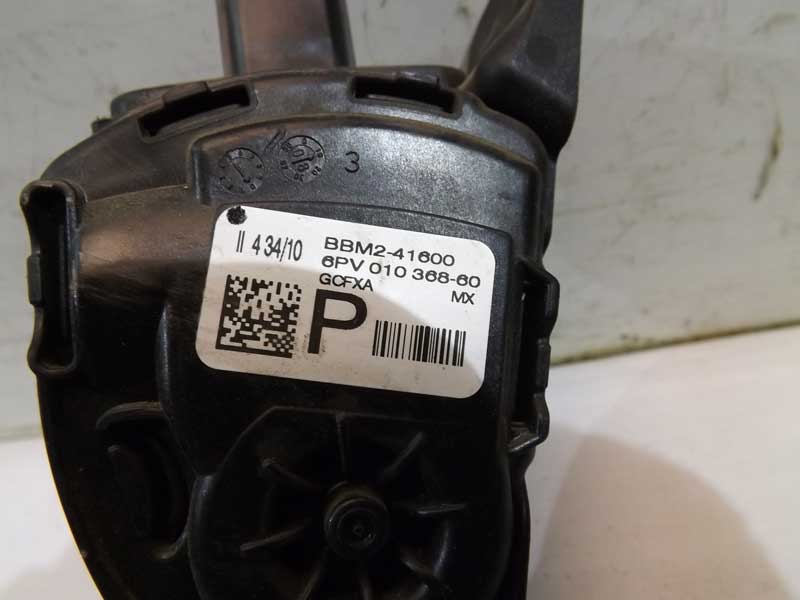 3
II 4 34/10
BBM2-41600
6PV 010 368-60
GCFXA MX
P